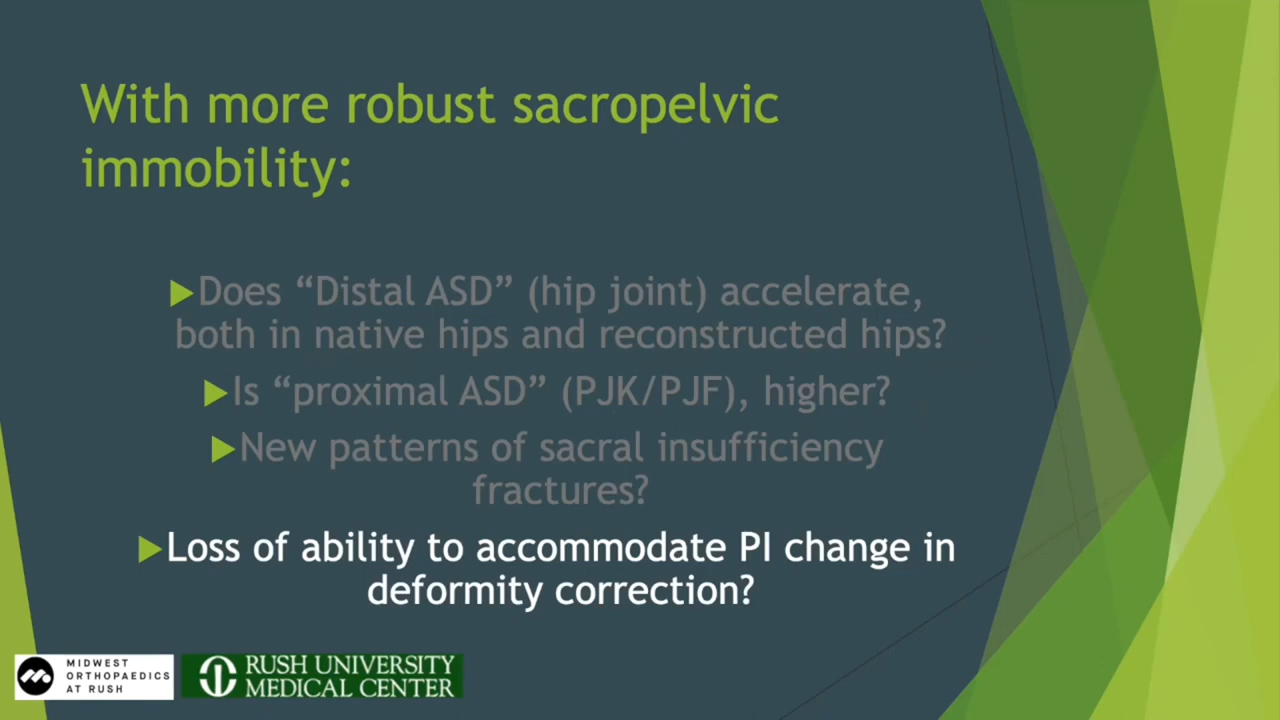 With more robust sacropelvic
immobility:
Does “Distal ASD” (hip joint) accelerate,
both in native hips and reconstructed hips?
Is “proximal ASD” (PJK/PJF), higher?
New patterns of sacral insufficiency
fractures?
Loss of ability to accommodate PI change in
deformity correction?
MIDWEST
ORTHOPAEDICS
AT RUSH
RUSH UNIVERSITY
MEDICAL CENTER